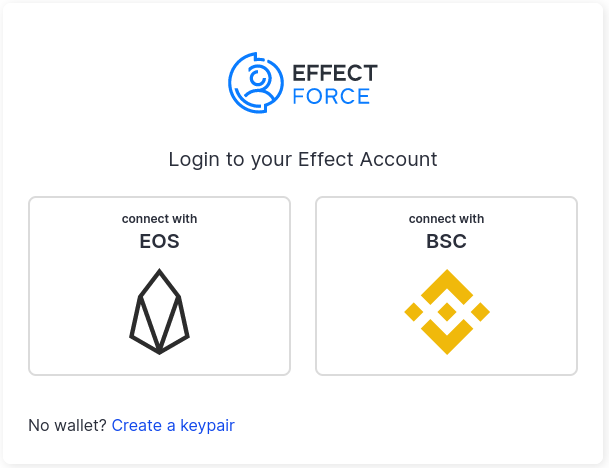 EFFECT
FORCE
Login to your Effect Account
connect with
EOS
connect with
BSC
No wallet? Create a keypair